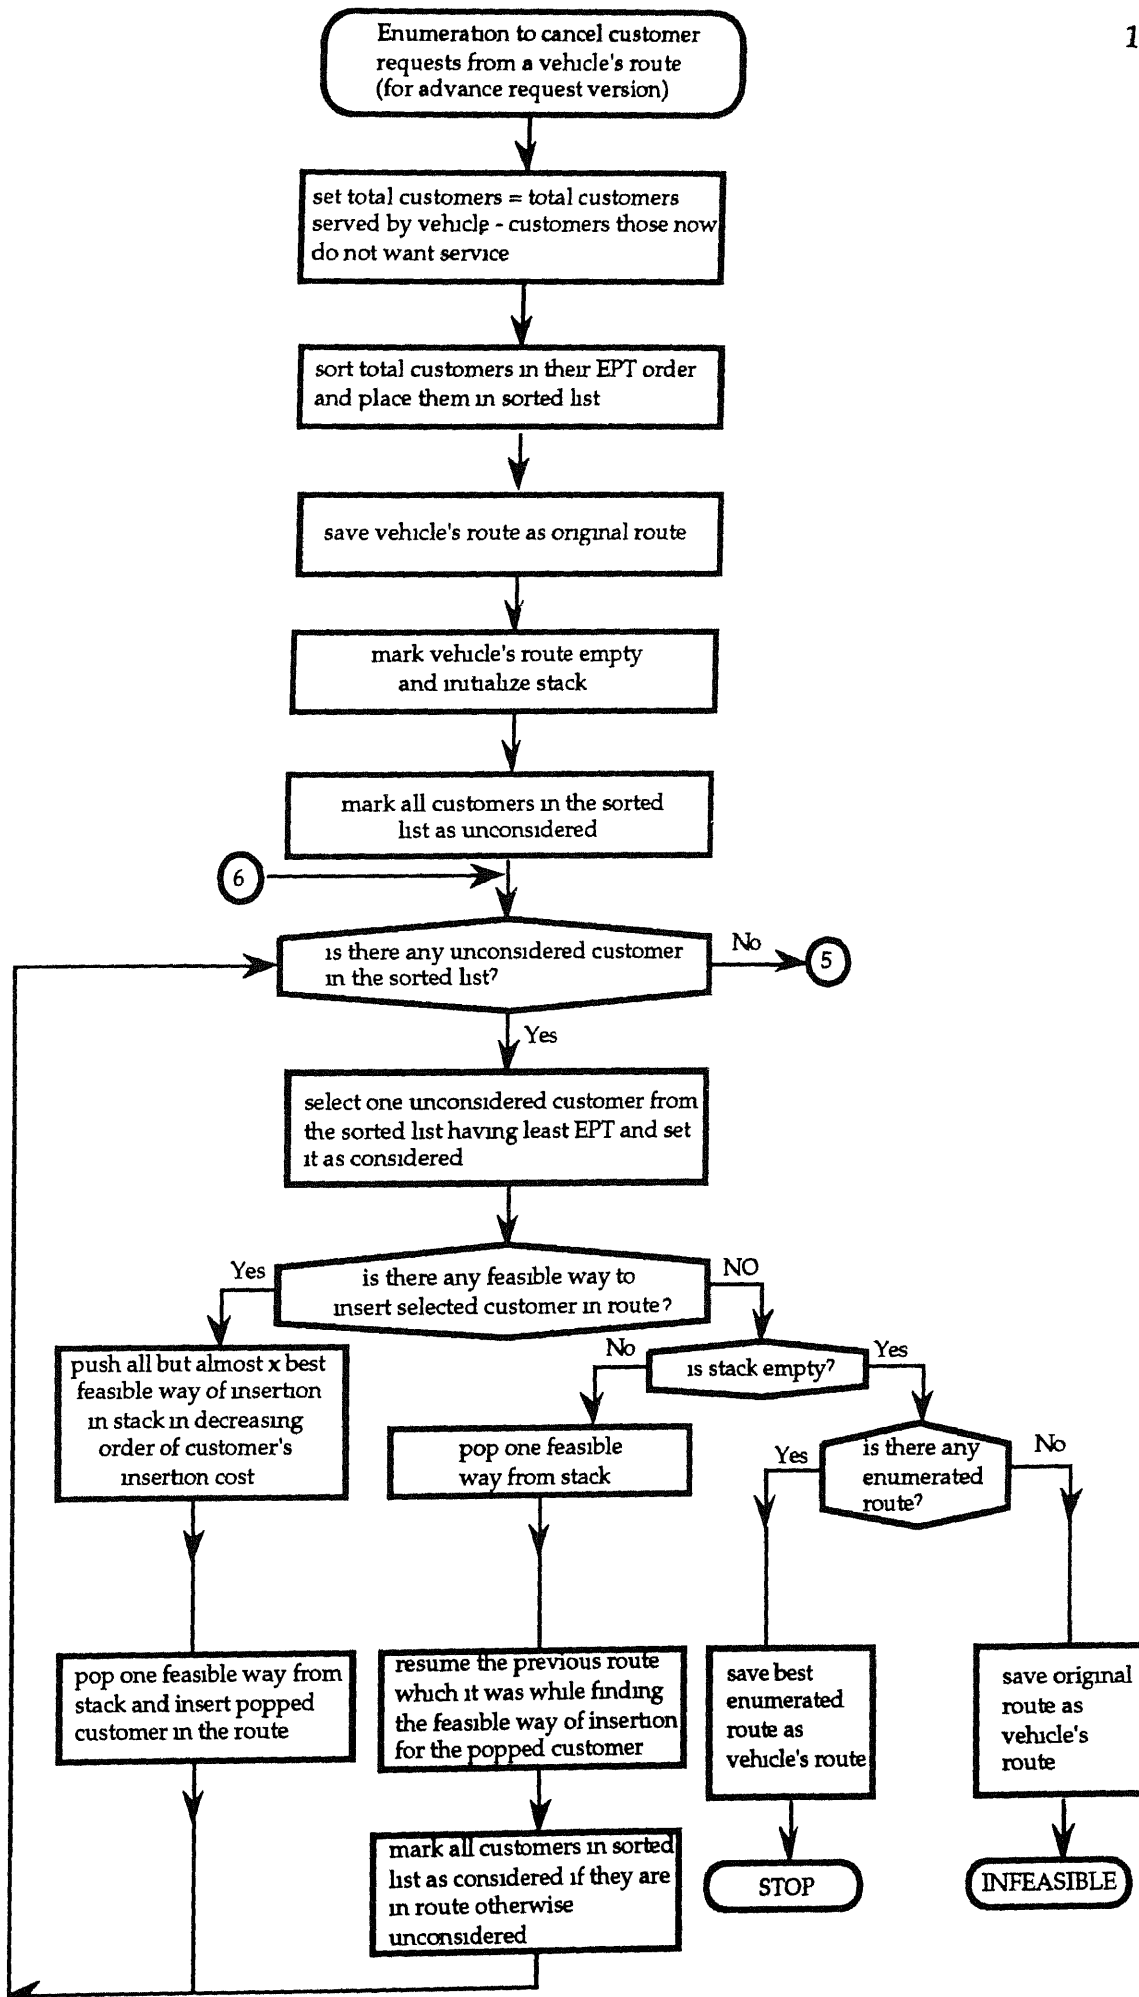 1
Enumeration to cancel customer
requests from a vehicle's route
(for advance request version)
set total customers = total customers
served by vehicle - customers those now
do not want service
sort total customers in their EPT order
and place them in sorted list
save vehicle's route as original route
mark vehicle's route empty
and initialize stack
mark all customers in the sorted
list as unconsidered
6
is there any unconsidered customer
in the sorted list?
No
5
Yes
select one unconsidered customer from
the sorted list having least EPT and set
it as considered
Yes
is there any feasible way to
insert selected customer in route?
NO
No
is stack empty?
Yes
push all but almost x best
feasible way of insertion
in stack in decreasing
order of customer's
insertion cost
pop one feasible
way from stack
Yes
is there any
enumerated
route?
No
pop one feasible way from
stack and insert popped
customer in the route
resume the previous route
which it was while finding
the feasible way of insertion
for the popped customer
save best
enumerated
route as
vehicle's route
save original
route as
vehicle's
route
mark all customers in sorted
list as considered if they are
in route otherwise
unconsidered
STOP
INFEASIBLE